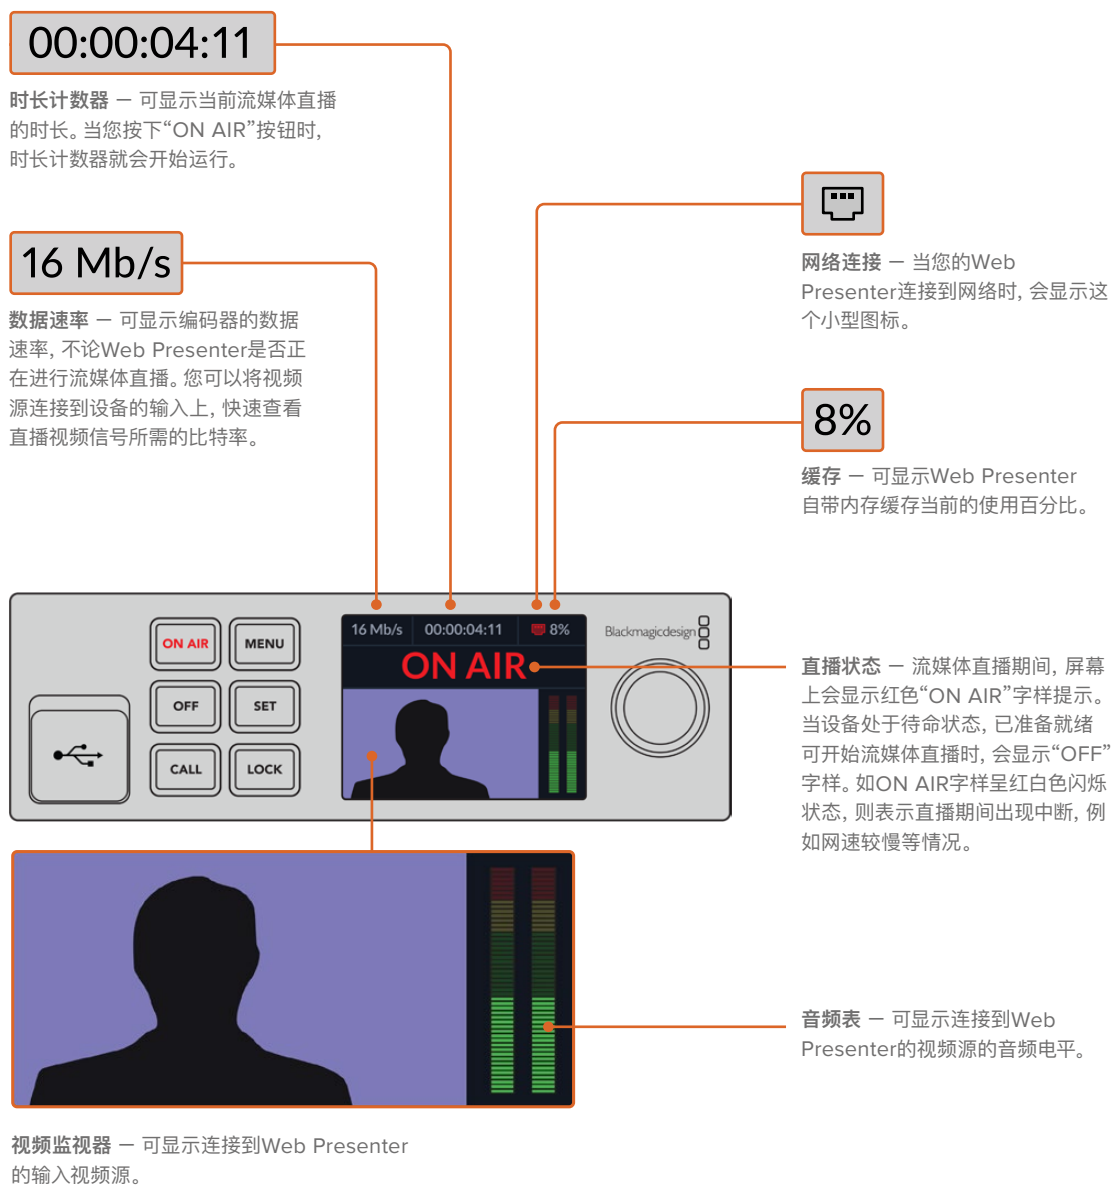 00:00:04:11
时长计数器 — 可显示当前流媒体直播
的时长。当您按下“ON AIR”按钮时,
时长计数器就会开始运行。
16 Mb/s
数据速率 — 可显示编码器的数据
速率, 不论Web Presenter是否正
在进行流媒体直播。您可以将视频
源连接到设备的输入上, 快速查看
直播视频信号所需的比特率。
网络连接 — 当您的Web
Presenter连接到网络时, 会显示这
个小型图标。
8%
缓存 — 可显示Web Presenter
自带内存缓存当前的使用百分比。
ON AIR
MENU
OFF
SET
CALL
LOCK
16 Mb/s 00:00:04:11 8%
ON AIR
Blackmagicdesign
直播状态 — 流媒体直播期间, 屏幕
上会显示红色“ON AIR”字样提示。
当设备处于待命状态, 已准备就绪
可开始流媒体直播时, 会显示“OFF”
字样。如ON AIR字样呈红白色闪烁
状态, 则表示直播期间出现中断, 例
如网速较慢等情况。
音频表 — 可显示连接到Web
Presenter的视频源的音频电平。
视频监视器 — 可显示连接到Web Presenter
的输入视频源。